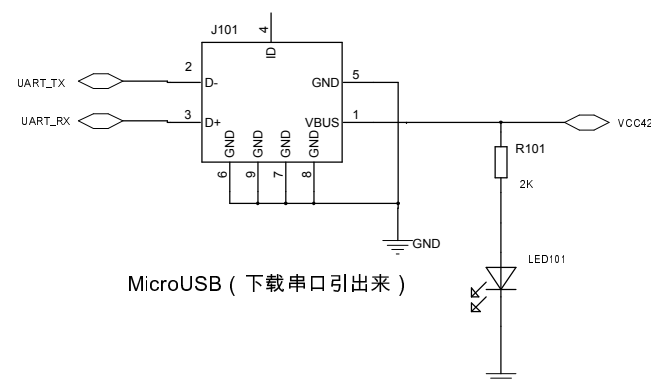 J101
4
ID
UART_TX
2
D-
GND
5
UART_RX
3
D+
VBUS
1
VCC42
GND
GND
GND
GND
6
9
7
8
R101
2K
GND
LED101
MicroUSB（下载串口引出来）